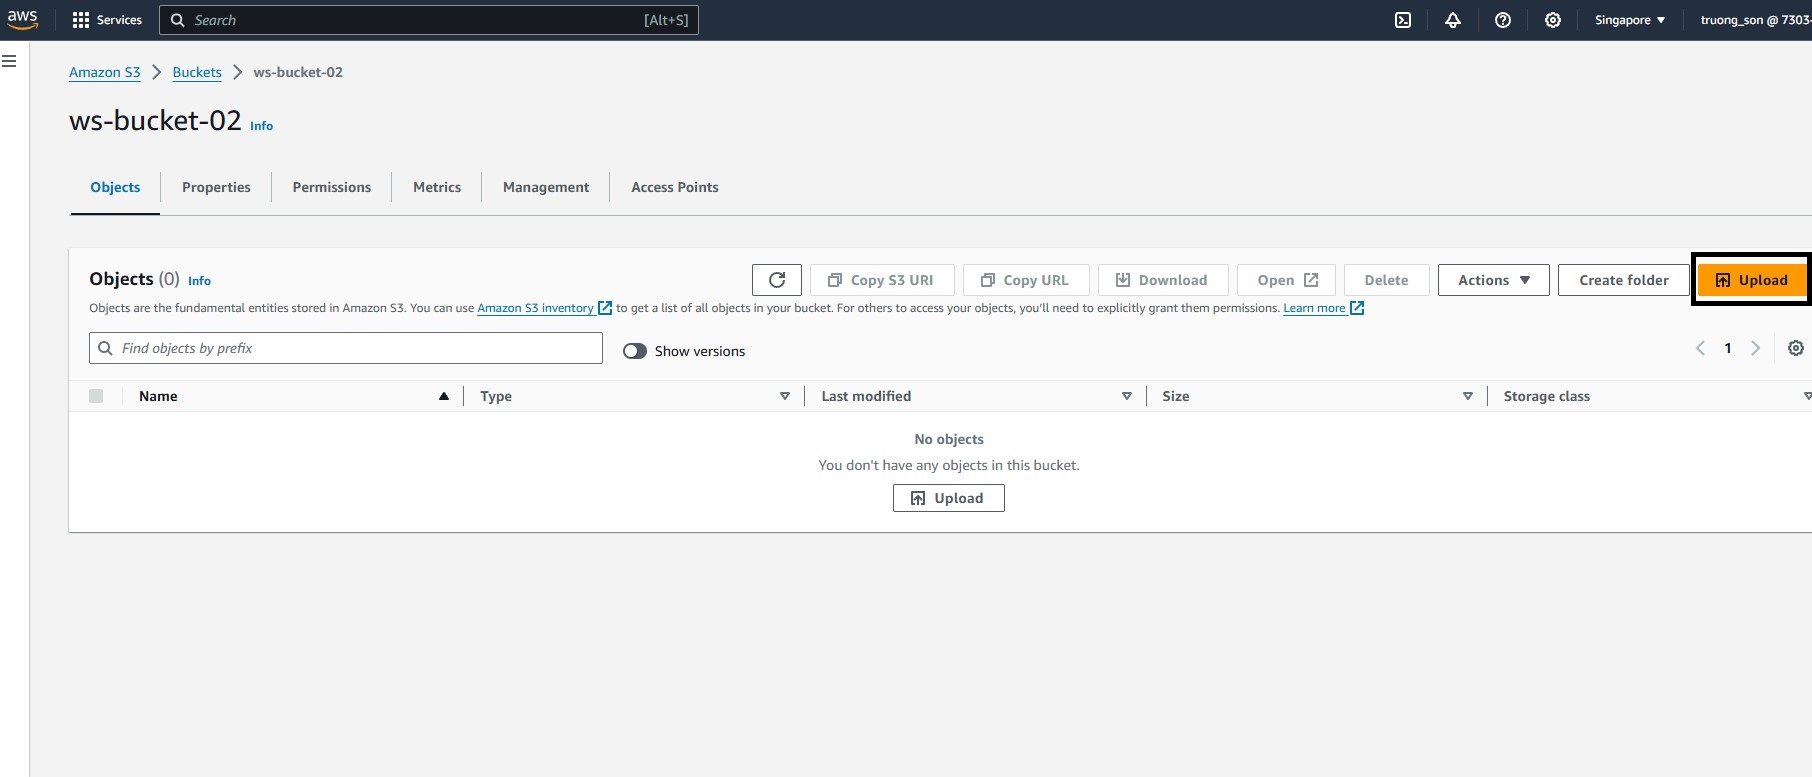 aws Services Search [Alt+S] Singapore truong_son @ 7303-
Amazon S3 Buckets ws-bucket-02
ws-bucket-02 Info
Objects Properties Permissions Metrics Management Access Points
Objects (0) Info Copy S3 URI Copy URL Download Open Delete Actions Create folder Upload
Objects are the fundamental entities stored in Amazon S3. You can use Amazon S3 inventory to get a list of all objects in your bucket. For others to access your objects, you’ll need to explicitly grant them permissions. Learn more
Find objects by prefix Show versions 1
Name Type Last modified Size Storage class
No objects
You don't have any objects in this bucket.
Upload